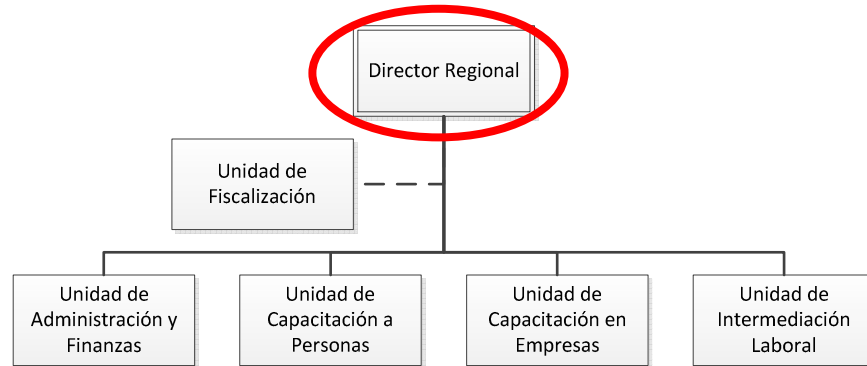 Director Regional
Unidad de
Fiscalización
Unidad de
Administración y
Finanzas
Unidad de
Capacitación a
Personas
Unidad de
Capacitación en
Empresas
Unidad de
Intermediación
Laboral